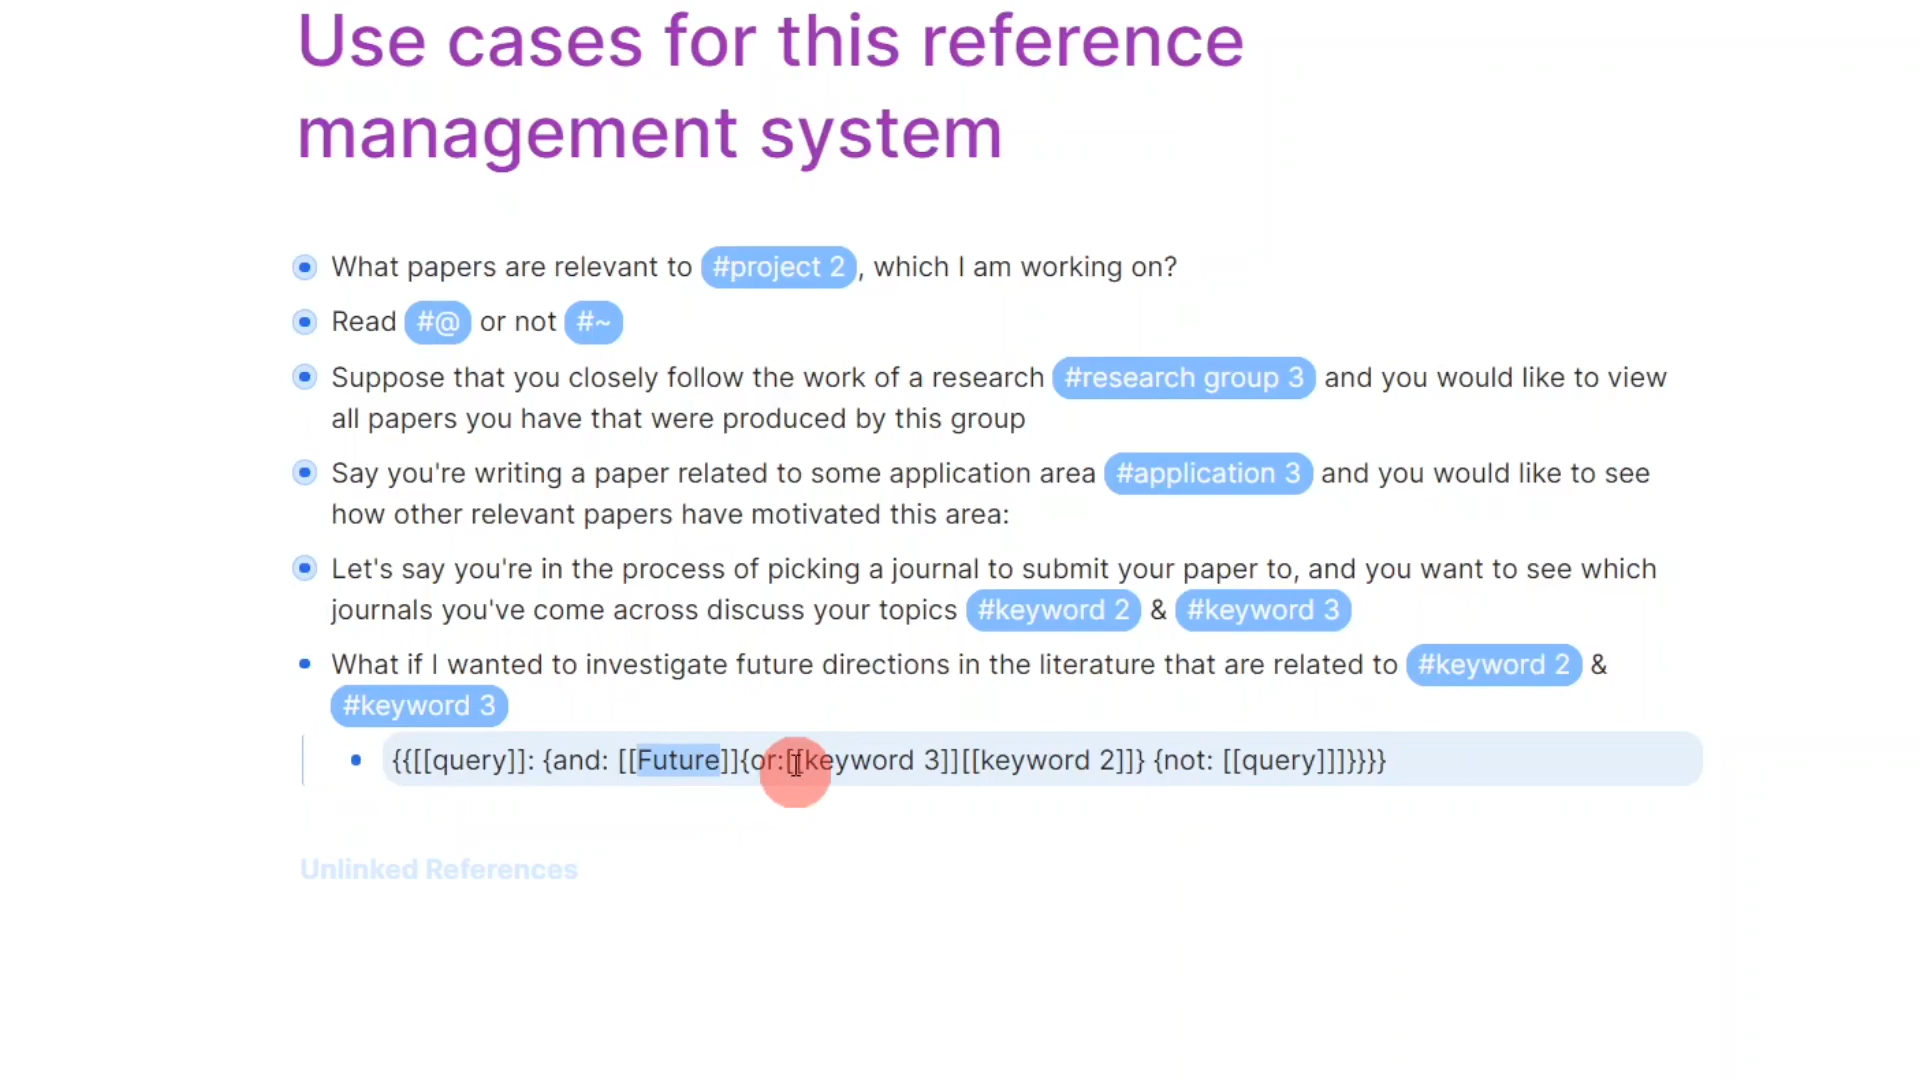 Use cases for this reference
management system
What papers are relevant to #project 2, which I am working on?
Read #@ or not #~
Suppose that you closely follow the work of a research #research group 3 and you would like to view
all papers you have that were produced by this group
Say you're writing a paper related to some application area #application 3 and you would like to see
how other relevant papers have motivated this area:
Let's say you're in the process of picking a journal to submit your paper to, and you want to see which
journals you've come across discuss your topics #keyword 2 & #keyword 3
What if I wanted to investigate future directions in the literature that are related to #keyword 2 &
#keyword 3
{{[[query]]: {and: [[Future]]{or:[[keyword 3]][[keyword 2]]} {not: [[query]]]}}}}
Unlinked References